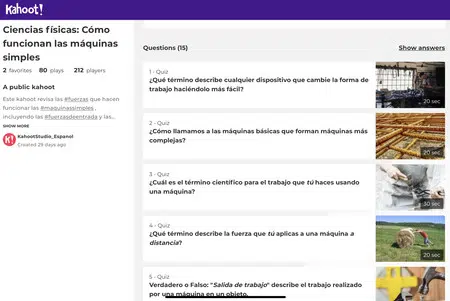 Kahoot!
Ciencias físicas: Cómo
funcionan las máquinas
simples
2 favorites 80 plays 212 players
A public kahoot
Este kahoot revisa las #fuerzas que hacen
funcionar las #maquinassimples ,
incluyendo las #fuerzasdeentrada y las...
SHOW MORE
K!
KahootStudio_Espanol
Created 29 days ago
Questions (15)
Show answers
1 - Quiz
¿Qué término describe cualquier dispositivo que cambie la forma de
trabajo haciéndolo más fácil?
20 sec
2 - Quiz
¿Cómo llamamos a las máquinas básicas que forman máquinas más
complejas?
20 sec
3 - Quiz
¿Cuál es el término científico para el trabajo que tú haces usando
una máquina?
30 sec
4 - Quiz
¿Qué término describe la fuerza que tú aplicas a una máquina a
distancia?
20 sec
5 - Quiz
Verdadero o Falso: "Salida de trabajo" describe el trabajo realizado
por una máquina en un objeto.